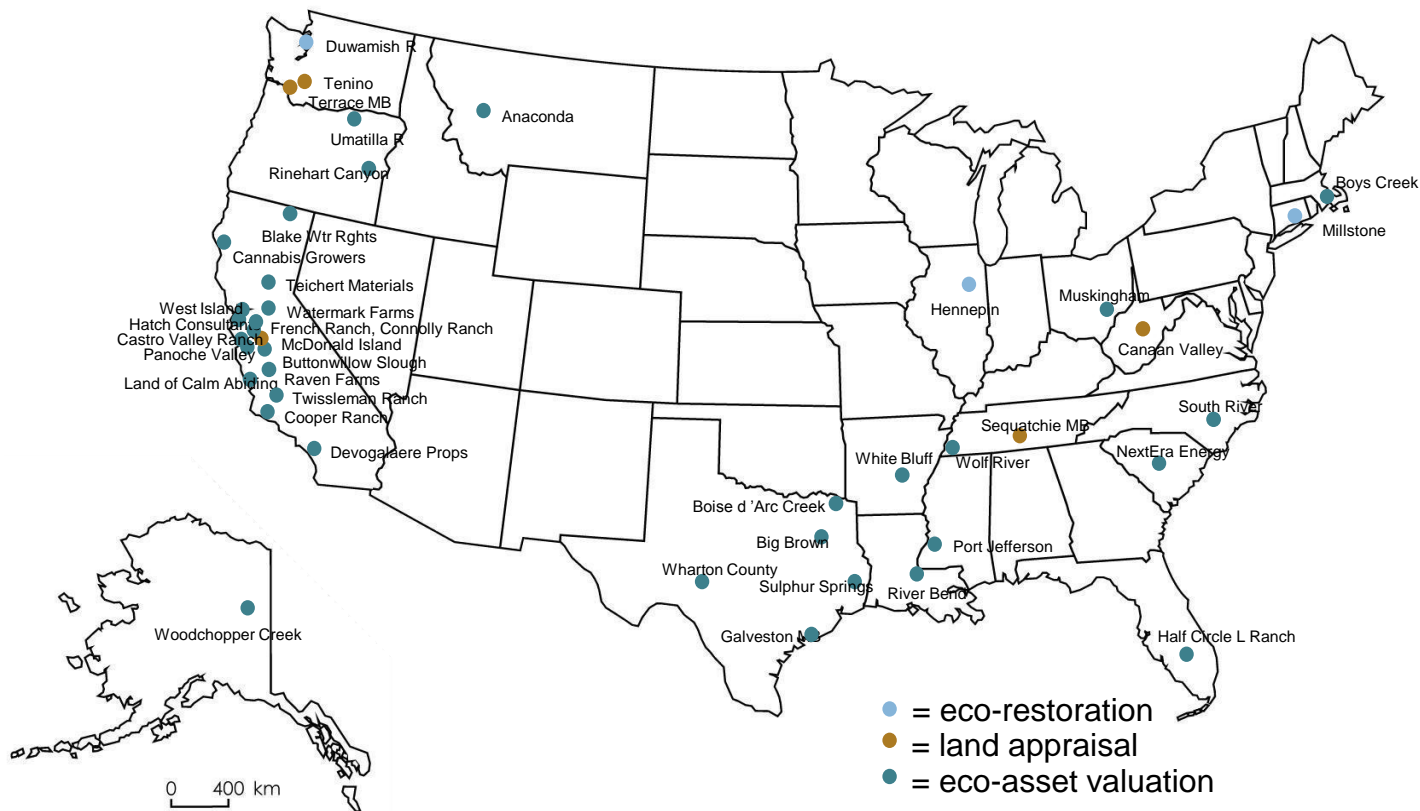 Duwamish R
Tenino
Terrace MB
Anaconda
Umatilla R
Rinehart Canyon
Boys Creek
Millstone
Blake Wtr Rghts
Cannabis Growers
Teichert Materials
West Island
Watermark Farms
Hatch Consultant
French Ranch, Connolly Ranch
Castro Valley Ranch
McDonald Island
Panoche Valley
Buttonwillow Slough
Land of Calm Abiding
Raven Farms
Twissleman Ranch
Cooper Ranch
Devogalaere Props
Hennepin
Muskingham
Canaan Valley
South River
Sequatchie MB
NextEra Energy
White Bluff
Wolf River
Boise d 'Arc Creek
Big Brown
Port Jefferson
Wharton County
Sulphur Springs
River Bend
Galveston MB
Half Circle L Ranch
Woodchopper Creek
= eco-restoration
= land appraisal
= eco-asset valuation
0 400 km